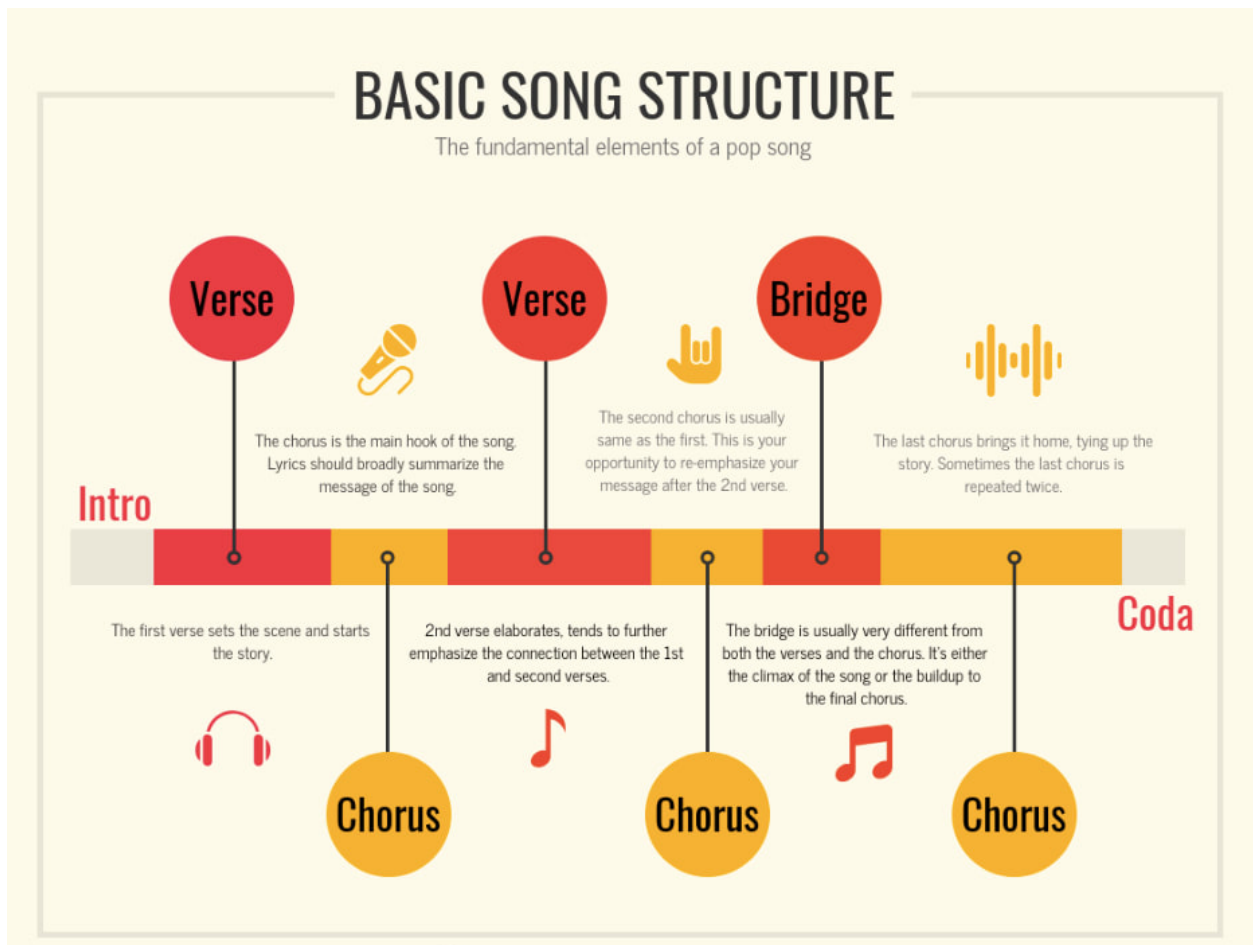 BASIC SONG STRUCTURE
The fundamental elements of a pop song
Verse
Verse
Bridge
The chorus is the main hook of the song.
Lyrics should broadly summarize the
message of the song.
The second chorus is usually
same as the first. This is your
opportunity to re-emphasize your
message after the 2nd verse.
The last chorus brings it home, tying up the
story. Sometimes the last chorus is
repeated twice.
Intro
Coda
The first verse sets the scene and starts
the story.
2nd verse elaborates, tends to further
emphasize the connection between the 1st
and second verses.
The bridge is usually very different from
both the verses and the chorus. It's either
the climax of the song or the buildup to
the final chorus.
Chorus
Chorus
Chorus